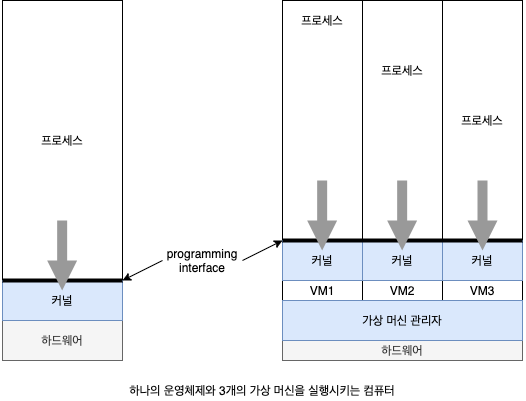 프로세스
커널
하드웨어
programming
interface
프로세스
프로세스
프로세스
커널
커널
커널
VM1
VM2
VM3
가상 머신 관리자
하드웨어
하나의 운영체제와 3개의 가상 머신을 실행시키는 컴퓨터